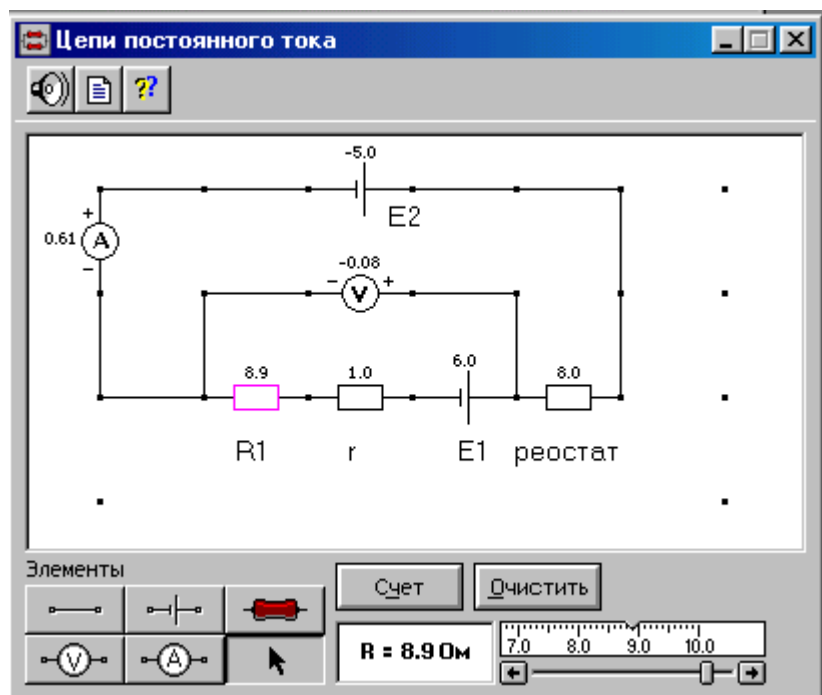 Цепи постоянного тока
??
-5.0
E2
+
0.61 A
-
-0.08
- V +
8.9 1.0 6.0 8.0
R1 r E1 реостат
Элементы
Счет Очистить
V A
R = 8.9 Ом
7.0 8.0 9.0 10.0